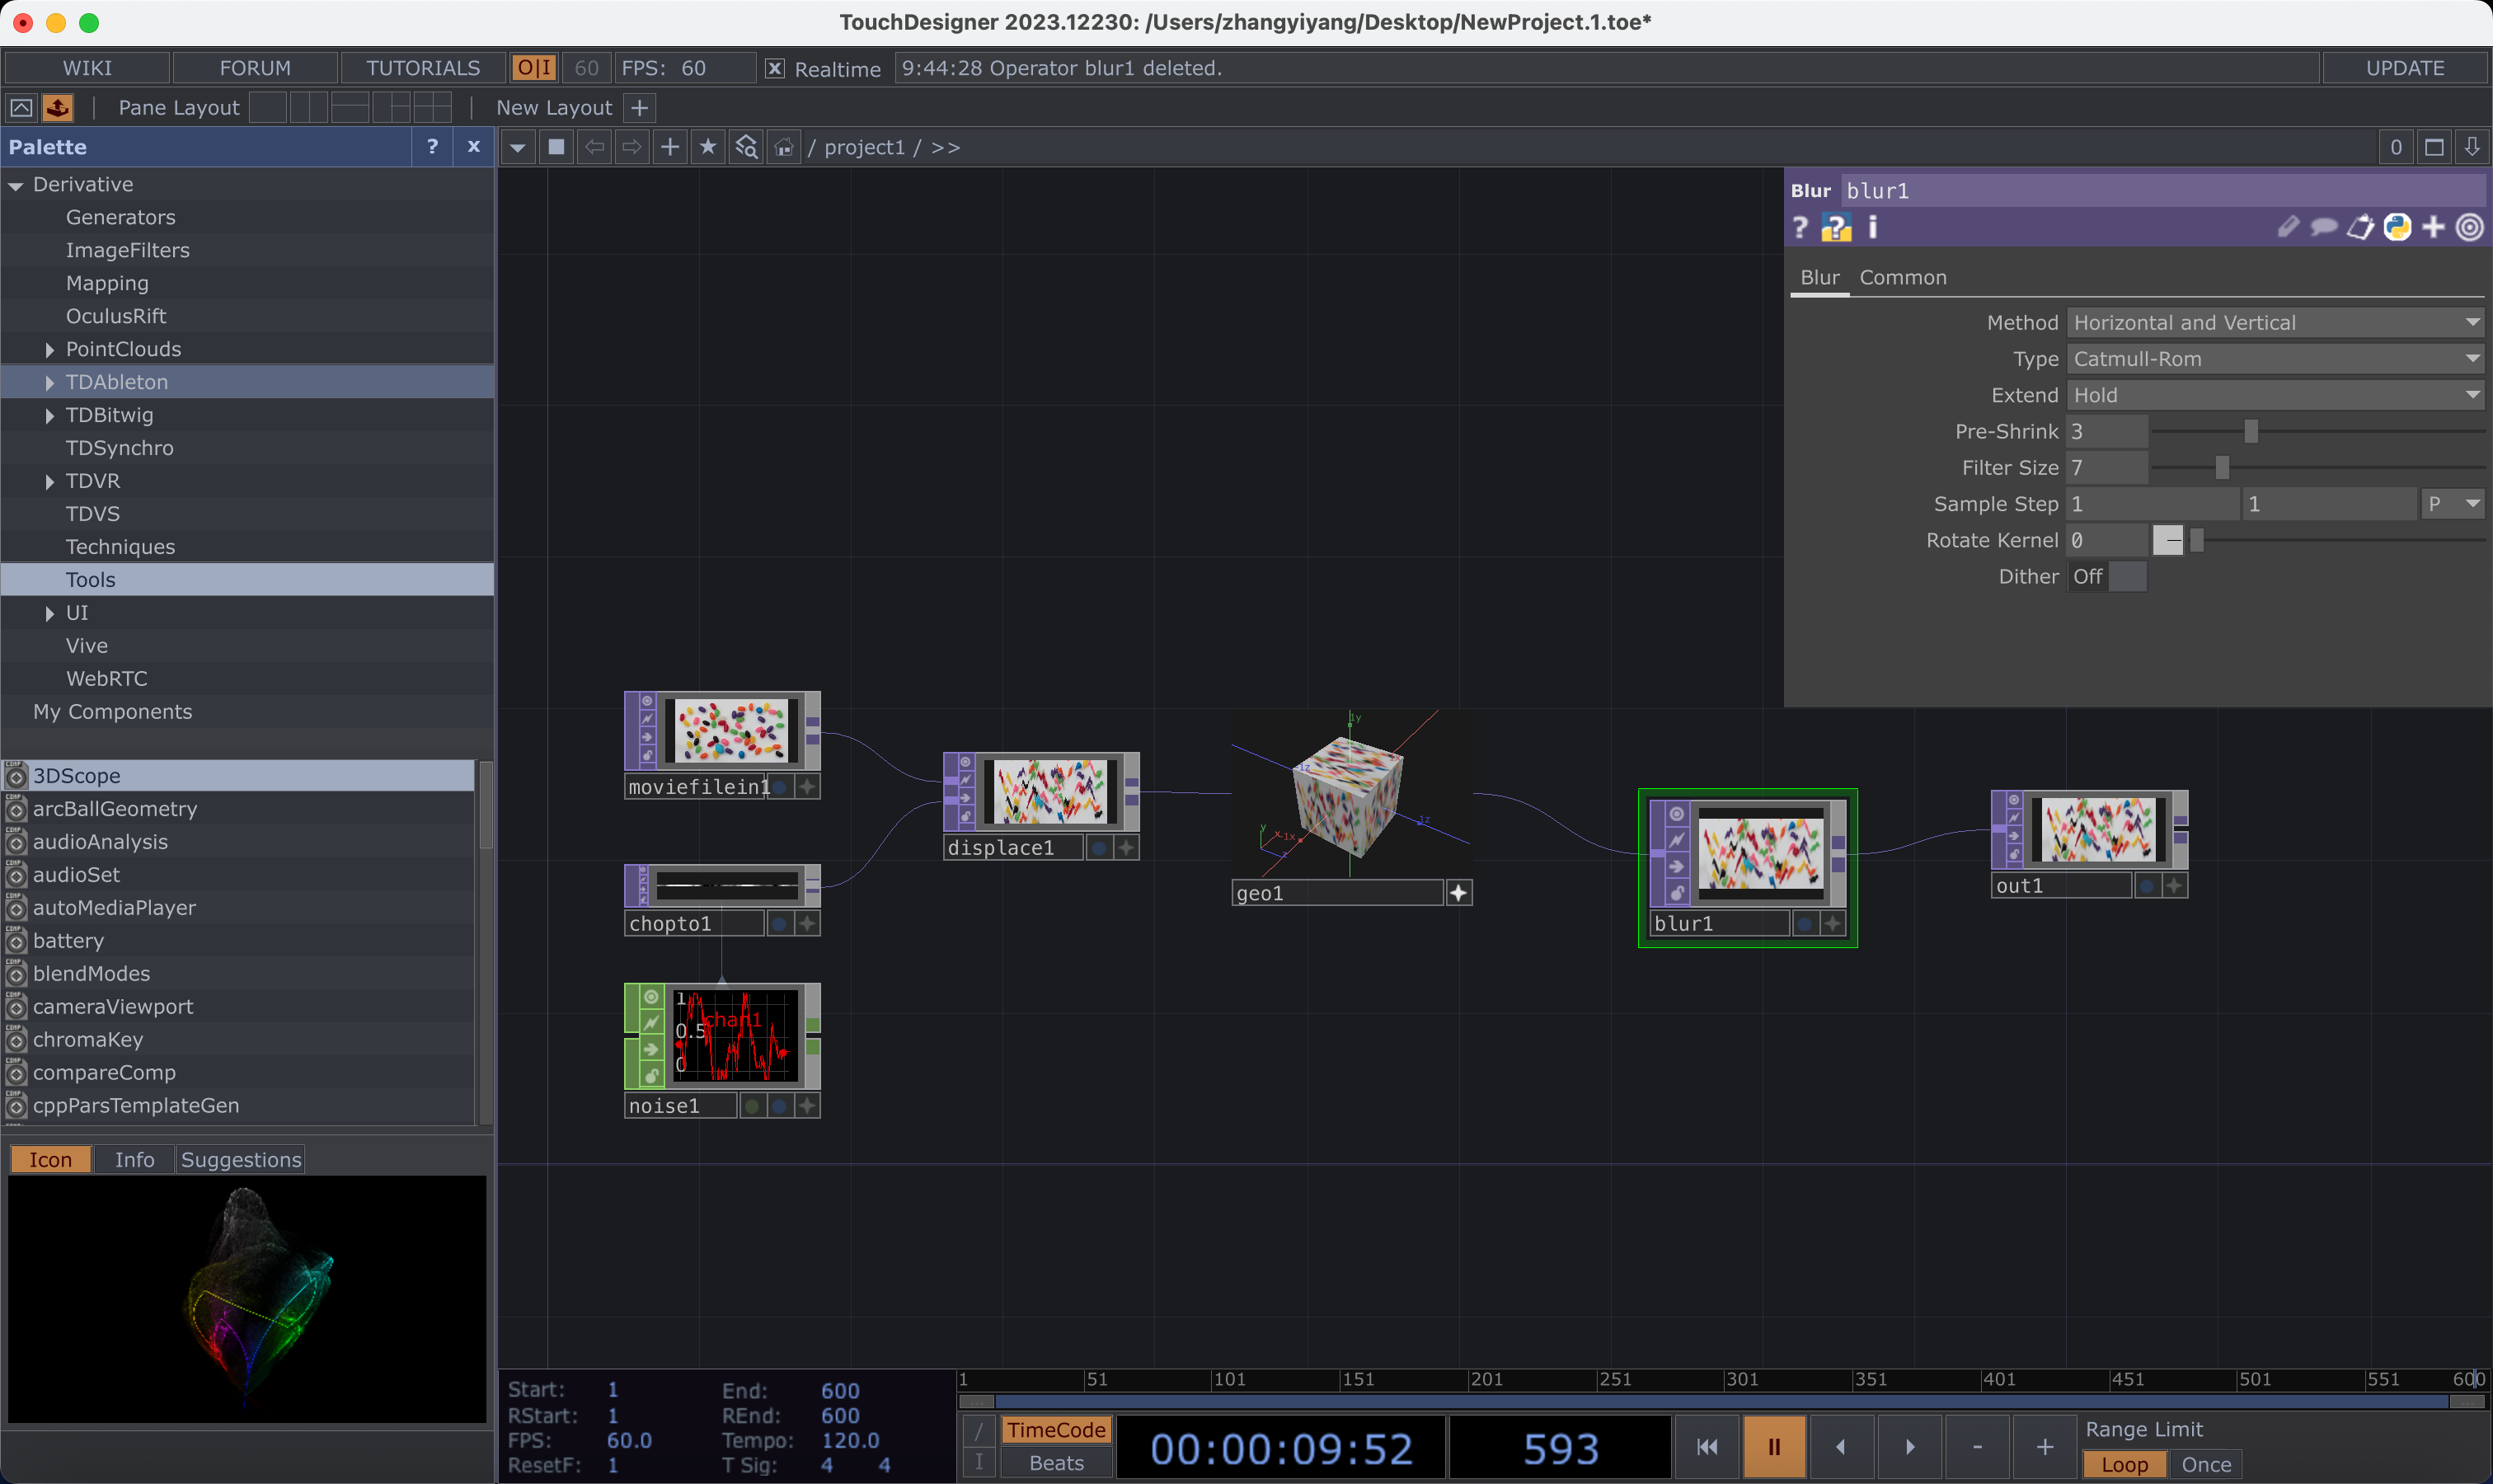 TouchDesigner 2023.12230: /Users/zhangyiyang/Desktop/NewProject.1.toe*
WIKI FORUM TUTORIALS O|I 60 FPS: 60 X Realtime 9:44:28 Operator blur1 deleted. UPDATE
Pane Layout New Layout +
Palette ? x
/ project1 / >> 0
Derivative
Generators
ImageFilters
Mapping
OculusRift
PointClouds
TDAbleton
TDBitwig
TDSynchro
TDVR
TDVS
Techniques
Tools
UI
Vive
WebRTC
My Components
3DScope
arcBallGeometry
audioAnalysis
audioSet
autoMediaPlayer
battery
blendModes
cameraViewport
chromaKey
compareComp
cppParsTemplateGen
Icon Info Suggestions
Blur blur1
? ? i
Blur Common
Method Horizontal and Vertical
Type Catmull-Rom
Extend Hold
Pre-Shrink 3
Filter Size 7
Sample Step 1 1 P
Rotate Kernel 0
Dither Off
moviefilein1
displace1
chopto1
1
chan1
0.5
0
noise1
1y
1z
1z
x-1x
y
z
geo1
blur1
out1
Start: 1 End: 600
RStart: 1 REnd: 600
FPS: 60.0 Tempo: 120.0
ResetF: 1 T Sig: 4 4
1 51 101 151 201 251 301 351 401 451 501 551 600
/ TimeCode
I Beats
00:00:09:52 593
- +
Range Limit
Loop Once